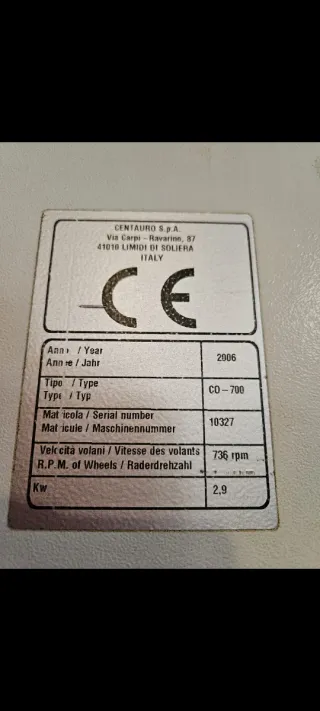 CENTAURO S.p.A.
Via Carpi - Ravarino, 87
41010 LIMIDI DI SOLIERA
ITALY
CE
Anno / Year
Année / Jahr
2006
Tipo / Type
Type / Typ
CO-700
Matricola / Serial number
Matricule / Maschinennummer
10327
Velocita volani / Vitesse des volants
R.P.M. of Wheels / Raderdrehzahl
736 rpm
Kw
2,9